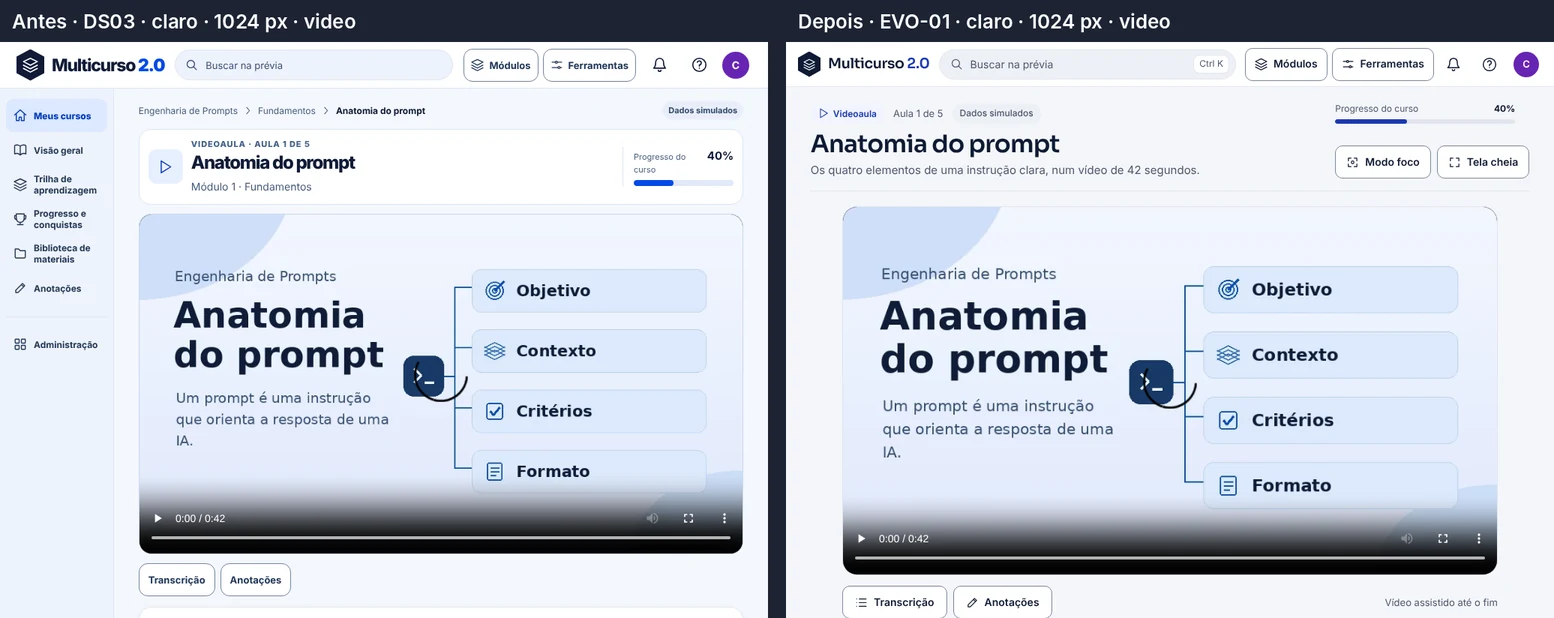 Antes · DS03 · claro · 1024 px · video
Multicurso 2.0
Buscar na prévia
Módulos
Ferramentas
C
Meus cursos
Visão geral
Trilha de
aprendizagem
Progresso e
conquistas
Biblioteca de
materiais
Anotações
Administração
Engenharia de Prompts > Fundamentos > Anatomia do prompt
Dados simulados
VIDEOAULA · AULA 1 DE 5
Anatomia do prompt
Módulo 1 · Fundamentos
Progresso do
curso
40%
Engenharia de Prompts
Anatomia
do prompt
Um prompt é uma instrução
que orienta a resposta de uma
IA.
Objetivo
Contexto
Critérios
Formato
0:00 / 0:42
Transcrição
Anotações
Depois · EVO-01 · claro · 1024 px · video
Multicurso 2.0
Buscar na prévia
Ctrl K
Módulos
Ferramentas
C
Videoaula
Aula 1 de 5
Dados simulados
Anatomia do prompt
Os quatro elementos de uma instrução clara, num vídeo de 42 segundos.
Progresso do curso
40%
Modo foco
Tela cheia
Engenharia de Prompts
Anatomia
do prompt
Um prompt é uma instrução
que orienta a resposta de uma
IA.
Objetivo
Contexto
Critérios
Formato
0:00 / 0:42
Transcrição
Anotações
Vídeo assistido até o fim